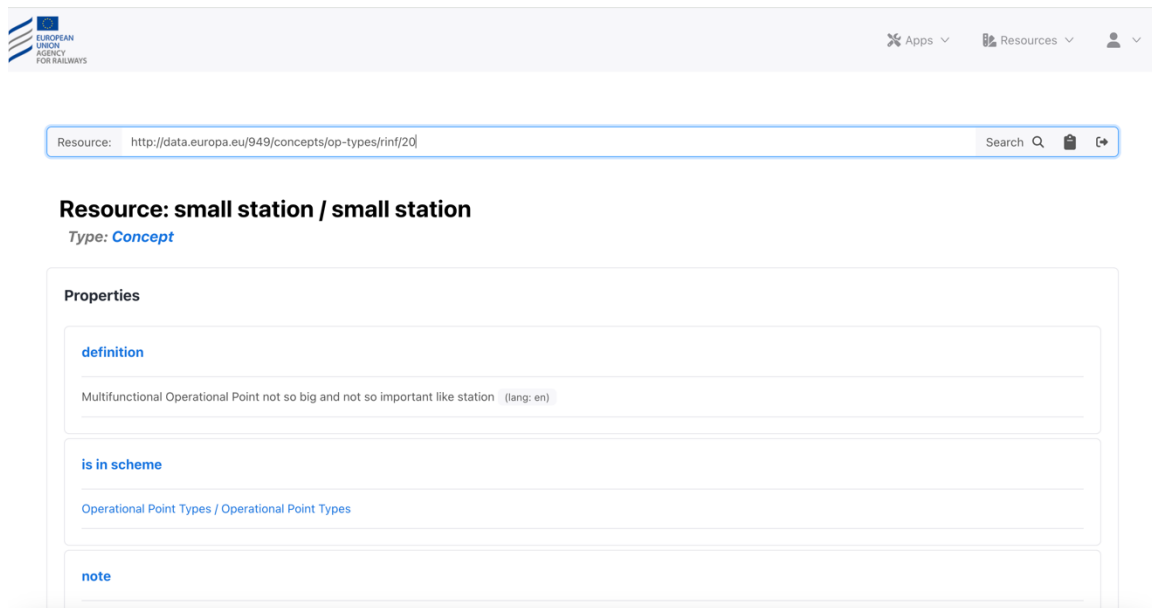 EUROPEAN
UNION
AGENCY
FOR RAILWAYS
Apps
Resources
Resource: http://data.europa.eu/949/concepts/op-types/rinf/20 Search
Resource: small station / small station
Type: Concept
Properties
definition
Multifunctional Operational Point not so big and not so important like station (lang: en)
is in scheme
Operational Point Types / Operational Point Types
note